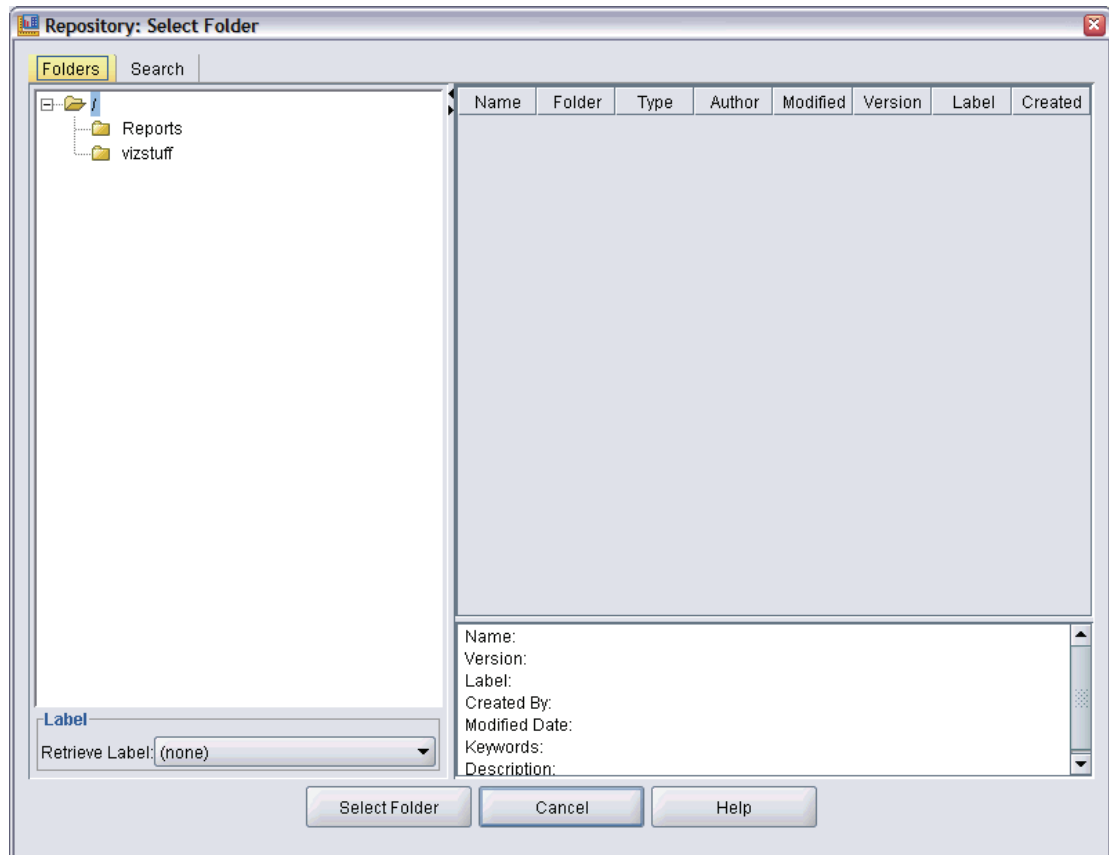 Repository: Select Folder
Folders Search
/
Reports
vizstuff
Name Folder Type Author Modified Version Label Created
Name:
Version:
Label:
Created By:
Modified Date:
Keywords:
Description:
Label
Retrieve Label: (none)
Select Folder Cancel Help